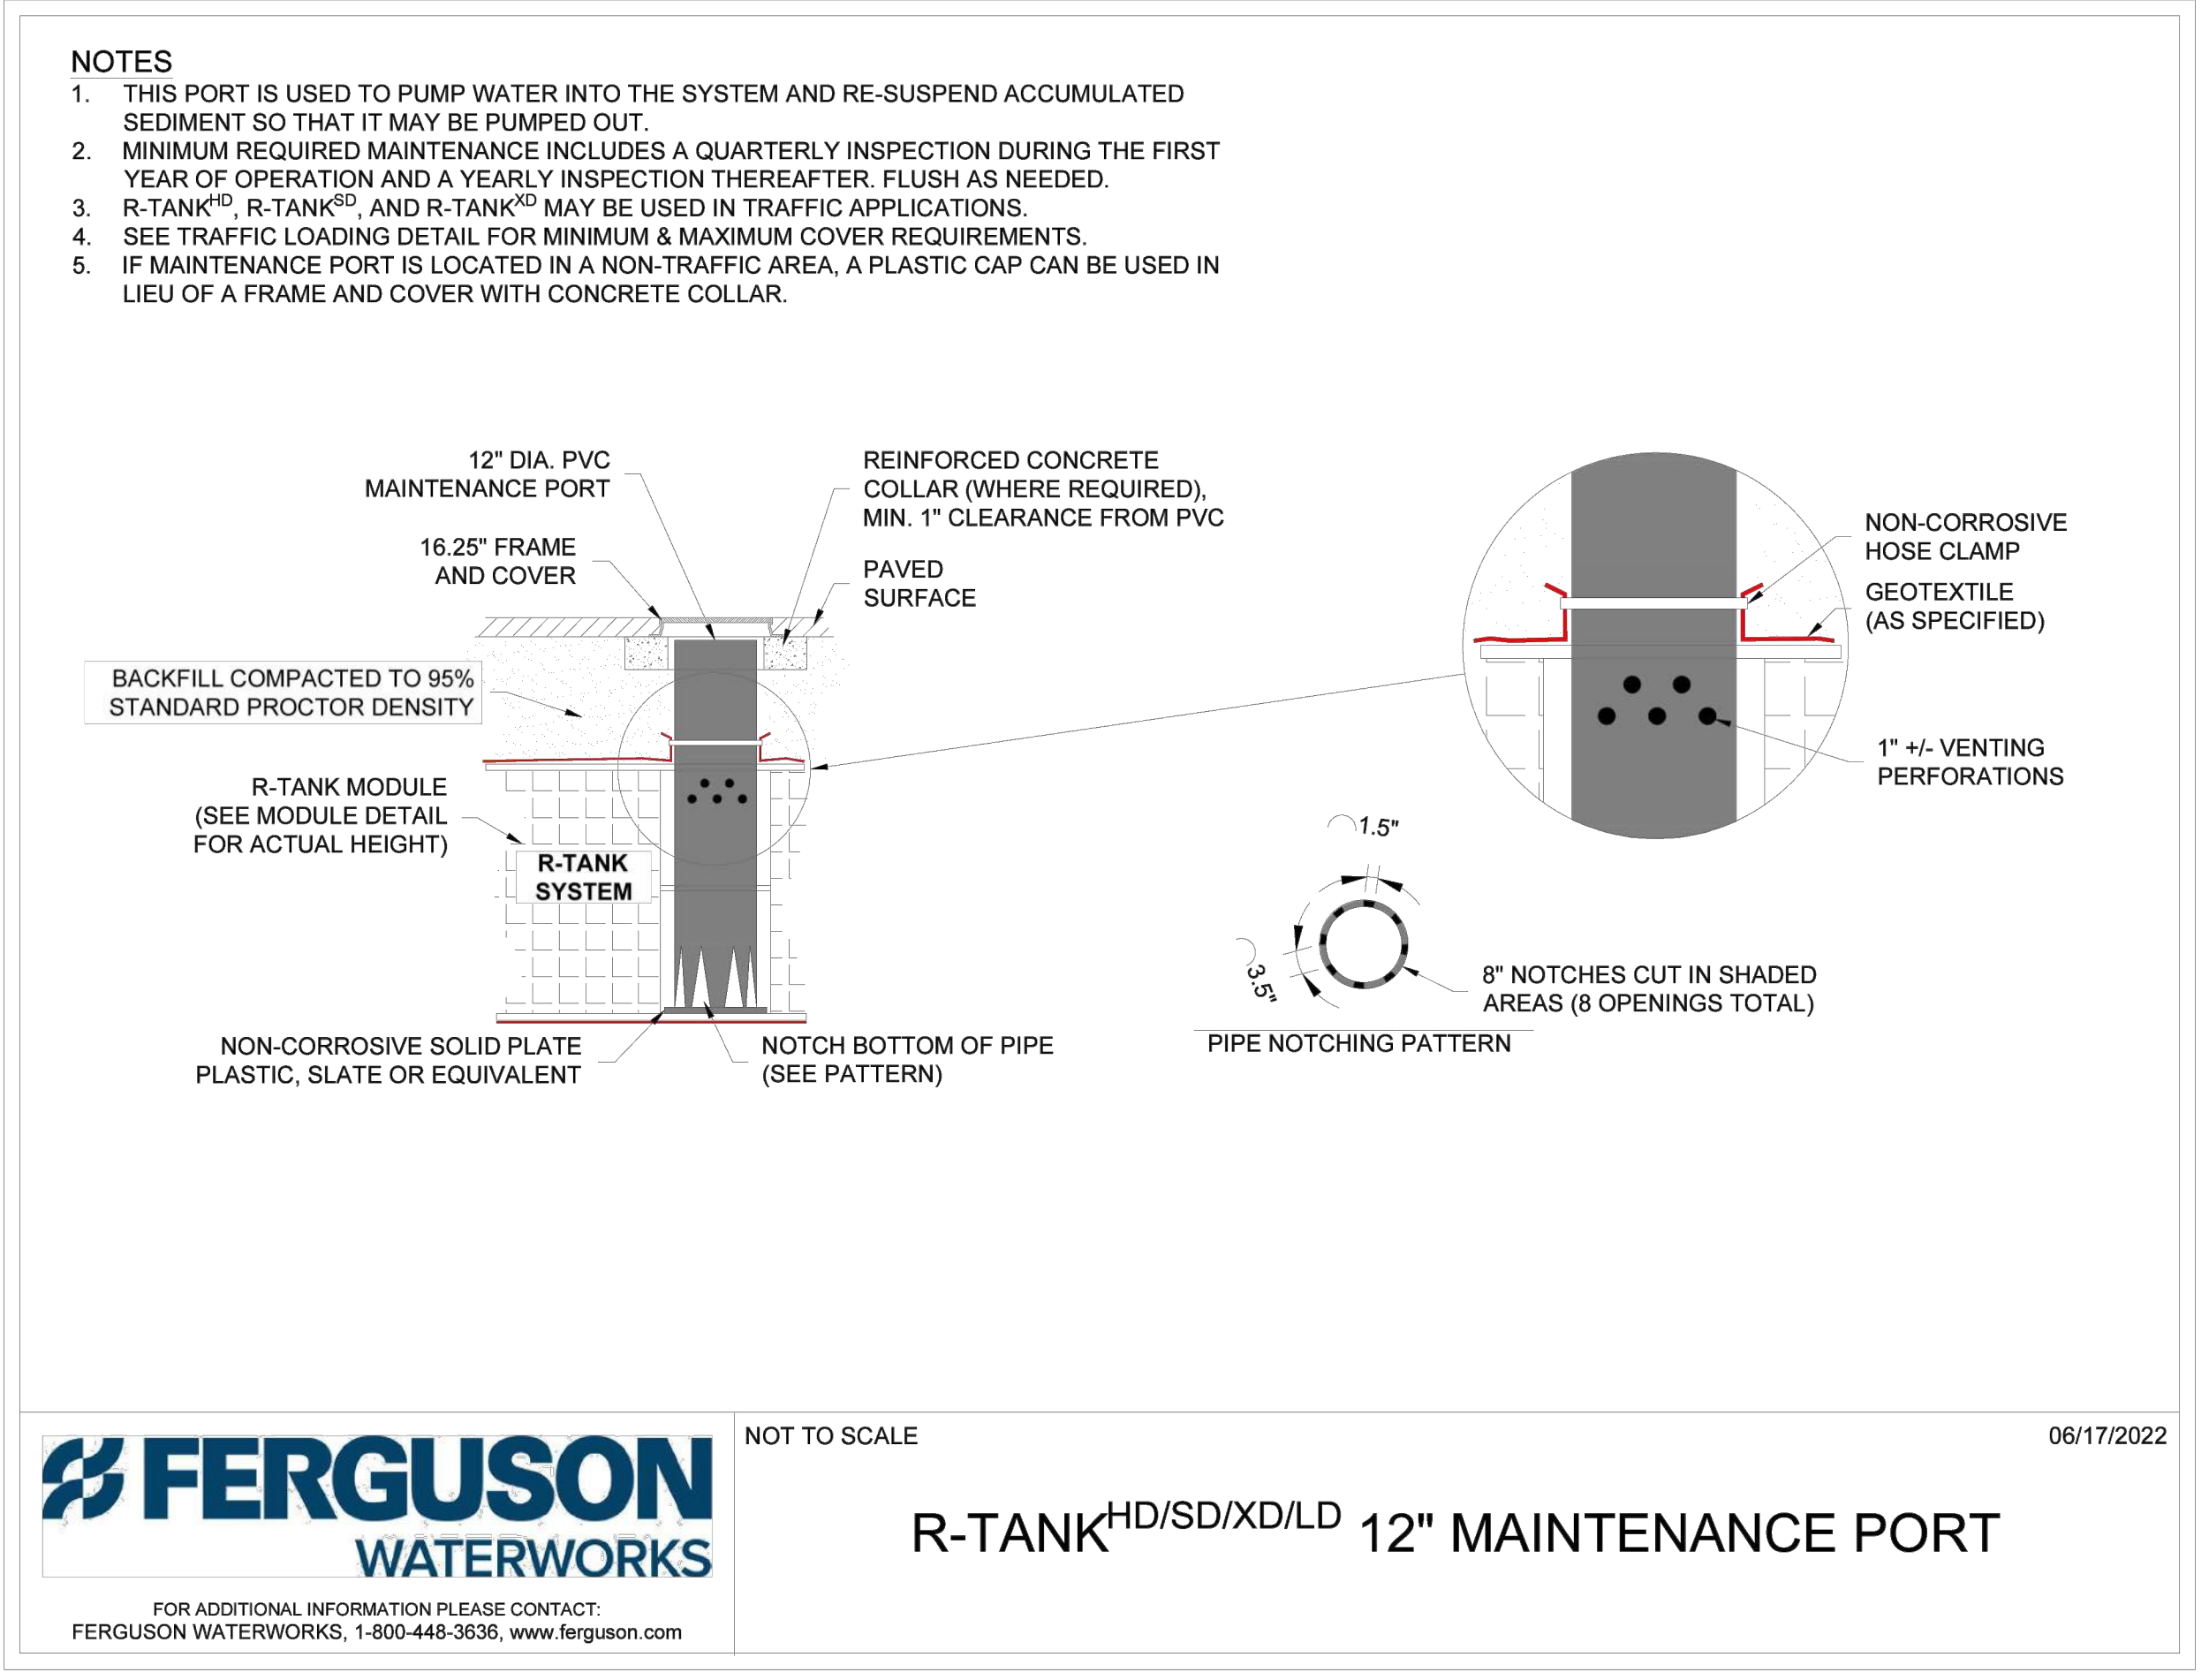 NOTES
1. THIS PORT IS USED TO PUMP WATER INTO THE SYSTEM AND RE-SUSPEND ACCUMULATED
SEDIMENT SO THAT IT MAY BE PUMPED OUT.
2. MINIMUM REQUIRED MAINTENANCE INCLUDES A QUARTERLY INSPECTION DURING THE FIRST
YEAR OF OPERATION AND A YEARLY INSPECTION THEREAFTER. FLUSH AS NEEDED.
3. R-TANKHD, R-TANKSD, AND R-TANKXD MAY BE USED IN TRAFFIC APPLICATIONS.
4. SEE TRAFFIC LOADING DETAIL FOR MINIMUM & MAXIMUM COVER REQUIREMENTS.
5. IF MAINTENANCE PORT IS LOCATED IN A NON-TRAFFIC AREA, A PLASTIC CAP CAN BE USED IN
LIEU OF A FRAME AND COVER WITH CONCRETE COLLAR.
12" DIA. PVC
MAINTENANCE PORT
16.25" FRAME
AND COVER
REINFORCED CONCRETE
COLLAR (WHERE REQUIRED),
MIN. 1" CLEARANCE FROM PVC
PAVED
SURFACE
BACKFILL COMPACTED TO 95%
STANDARD PROCTOR DENSITY
R-TANK MODULE
(SEE MODULE DETAIL
FOR ACTUAL HEIGHT)
R-TANK
SYSTEM
NON-CORROSIVE SOLID PLATE
PLASTIC, SLATE OR EQUIVALENT
NOTCH BOTTOM OF PIPE
(SEE PATTERN)
NON-CORROSIVE
HOSE CLAMP
GEOTEXTILE
(AS SPECIFIED)
1" +/- VENTING
PERFORATIONS
1.5"
3.5"
8" NOTCHES CUT IN SHADED
AREAS (8 OPENINGS TOTAL)
PIPE NOTCHING PATTERN
FERGUSON
WATERWORKS
FOR ADDITIONAL INFORMATION PLEASE CONTACT:
FERGUSON WATERWORKS, 1-800-448-3636, www.ferguson.com
NOT TO SCALE
06/17/2022
R-TANKHD/SD/XD/LD 12" MAINTENANCE PORT